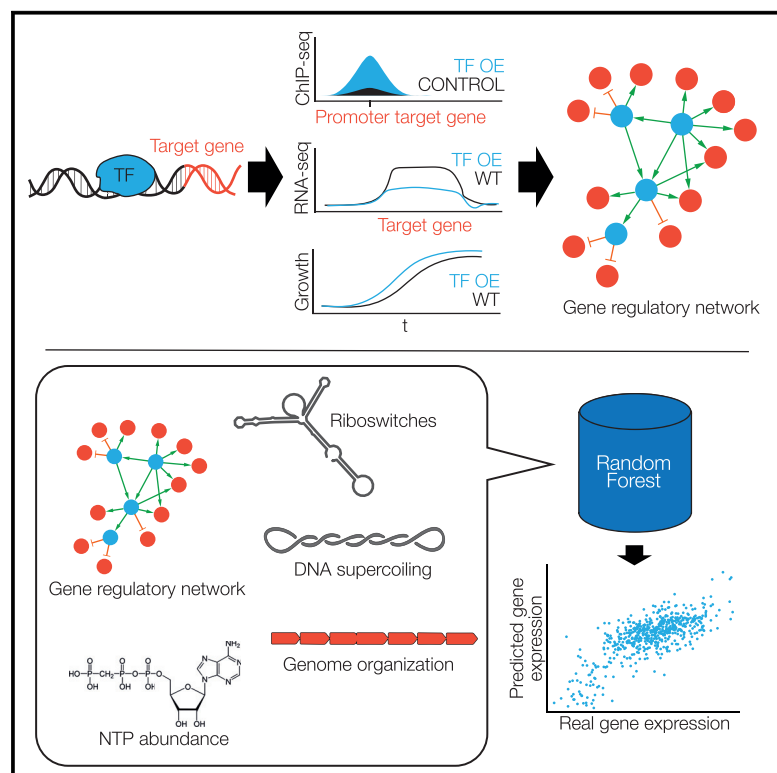 Target gene
TF
ChIP-seq
TF OE
CONTROL
Promoter target gene
RNA-seq
TF OE
WT
Target gene
Growth
TF OE
WT
t
Gene regulatory network
Riboswitches
Gene regulatory network
DNA supercoiling
Genome organization
NH₂
N
N
N
N
O
O
O
HO-P-CH₂-P-O-P-O
OH
OH
OH
O
OH
OH
NTP abundance
Random
Forest
Predicted gene
expression
Real gene expression